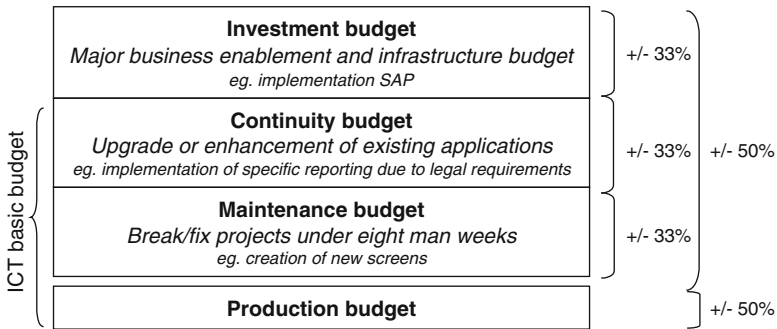 Investment budget
Major business enablement and infrastructure budget
eg. implementation SAP
+/- 33%
Continuity budget
Upgrade or enhancement of existing applications
eg. implementation of specific reporting due to legal requirements
+/- 33%
+/- 50%
Maintenance budget
Break/fix projects under eight man weeks
eg. creation of new screens
+/- 33%
Production budget
+/- 50%
ICT basic budget